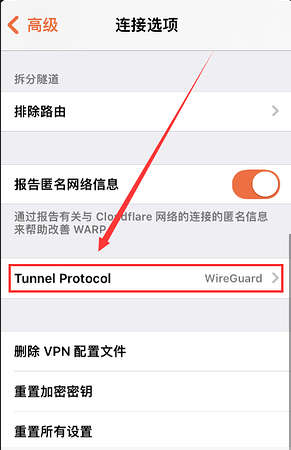 高级
连接选项
拆分隧道
排除路由
报告匿名网络信息
通过报告有关与 Cloudflare 网络的连接的匿名信息
来帮助改善 WARP
Tunnel Protocol WireGuard
删除 VPN 配置文件
重置加密密钥
重置所有设置